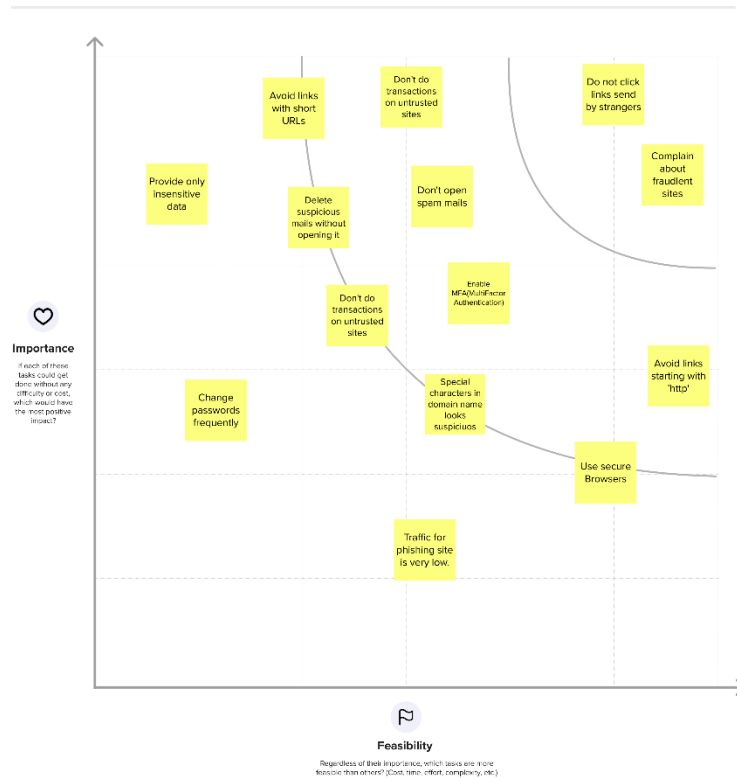 Avoid links
with short
URLs
Don't do
transactions
on untrusted
sites
Do not click
links send
by strangers
Complain
about
fraudlent
sites
Provide only
insensitive
data
Delete
suspicious
mails without
opening it
Don't open
spam mails
Enable
MFA(MultiFactor
Authentication)
Don't do
transactions
on untrusted
sites
Importance
If each of these
tasks could get
done without any
difficulty or cost,
which would have
the most positive
impact?
Change
passwords
frequently
Special
characters in
domain name
looks
suspiciuos
Avoid links
starting with
'http'
Use secure
Browsers
Traffic for
phishing site
is very low.
Feasibility
Regardless of their importance, which tasks are more
feasible than others? (Cost, time, effort, complexity, etc.)